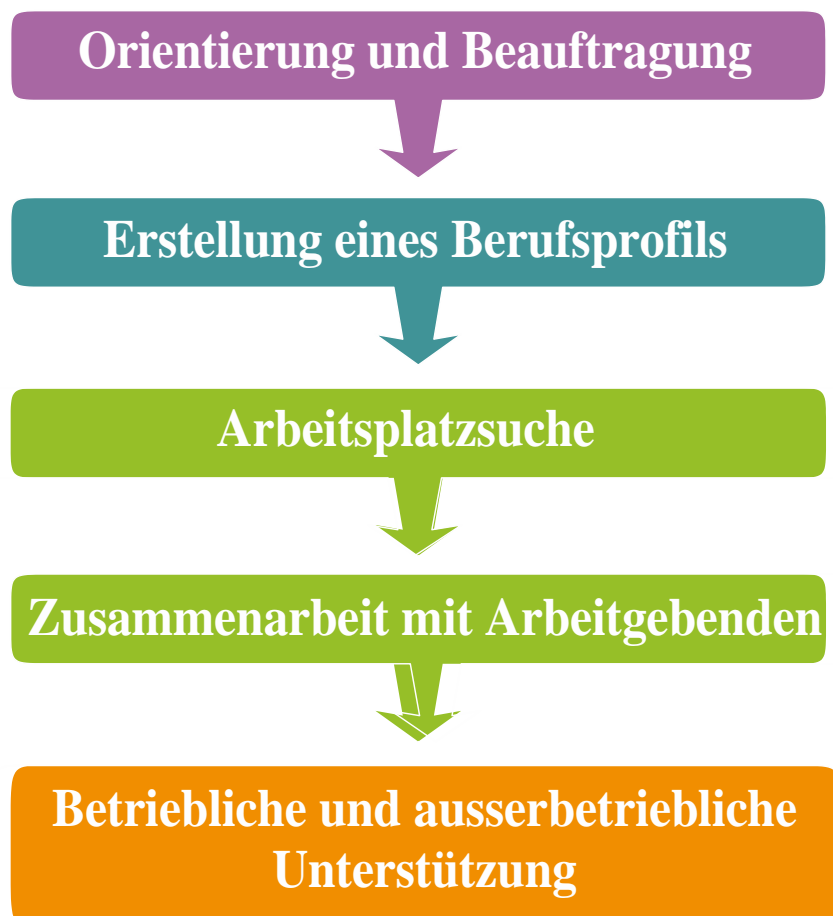 Orientierung und Beauftragung
Erstellung eines Berufsprofils
Arbeitsplatzsuche
Zusammenarbeit mit Arbeitgebenden
Betriebliche und ausserbetriebliche
Unterstützung